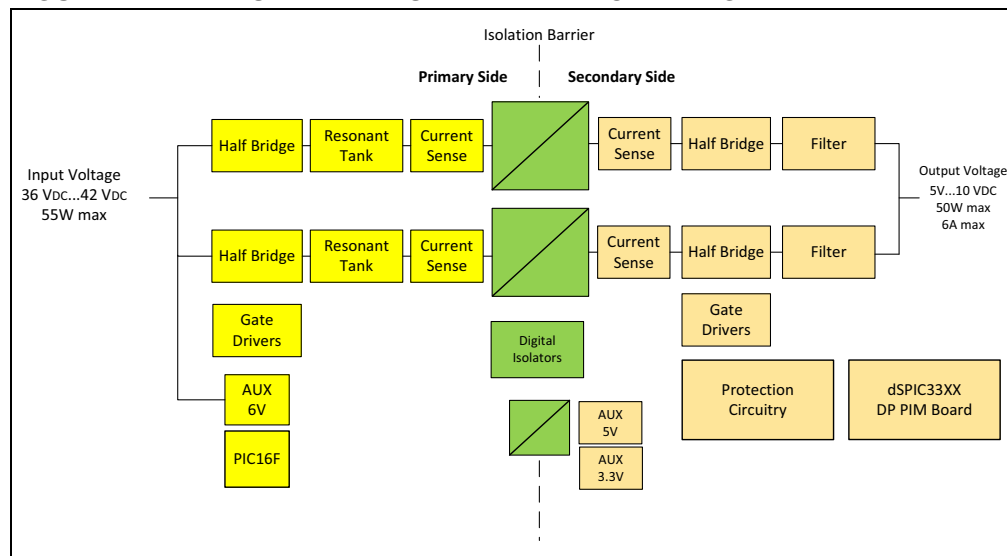 Isolation Barrier
Primary Side
Secondary Side
Half Bridge
Resonant
Tank
Current
Sense
Current
Sense
Half Bridge
Filter
Input Voltage
36 VDC...42 VDC
55W max
Output Voltage
5V...10 VDC
50W max
6A max
Half Bridge
Resonant
Tank
Current
Sense
Current
Sense
Half Bridge
Filter
Gate
Drivers
Digital
Isolators
Gate
Drivers
AUX
6V
Protection
Circuitry
dSPIC33XX
DP PIM Board
PIC16F
AUX
5V
AUX
3.3V